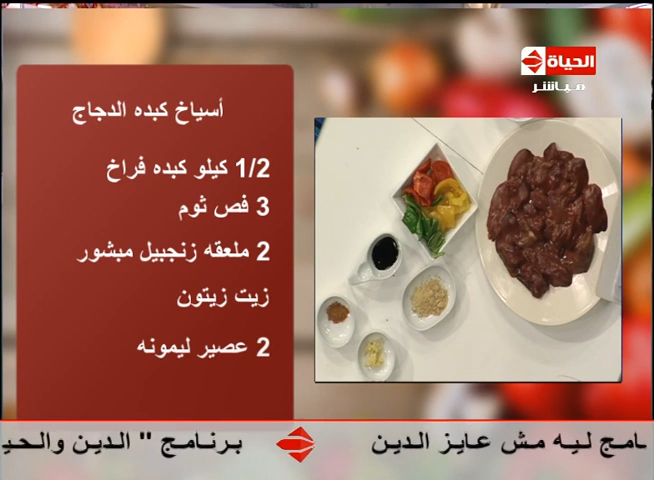 الحياة
مباشر
أسياخ كبده الدجاج
1/2 كيلو كبده فراخ
3 فص ثوم
2 ملعقه زنجبيل مبشور
زيت زيتون
2 عصير ليمونه
ليه مش عايز الدين
برنامج " الدين والحي